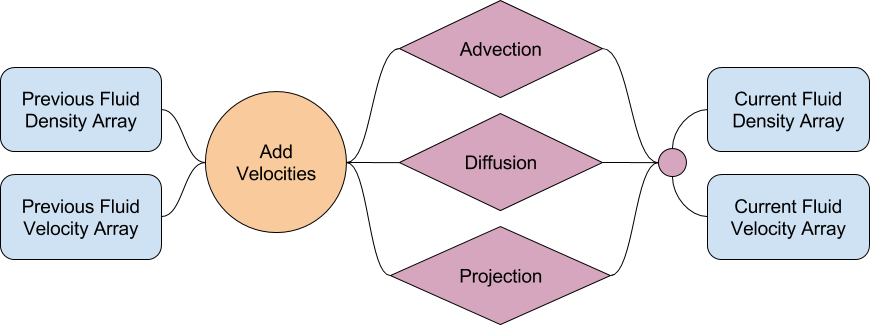 Previous Fluid
Density Array
Previous Fluid
Velocity Array
Add
Velocities
Advection
Diffusion
Projection
Current Fluid
Density Array
Current Fluid
Velocity Array